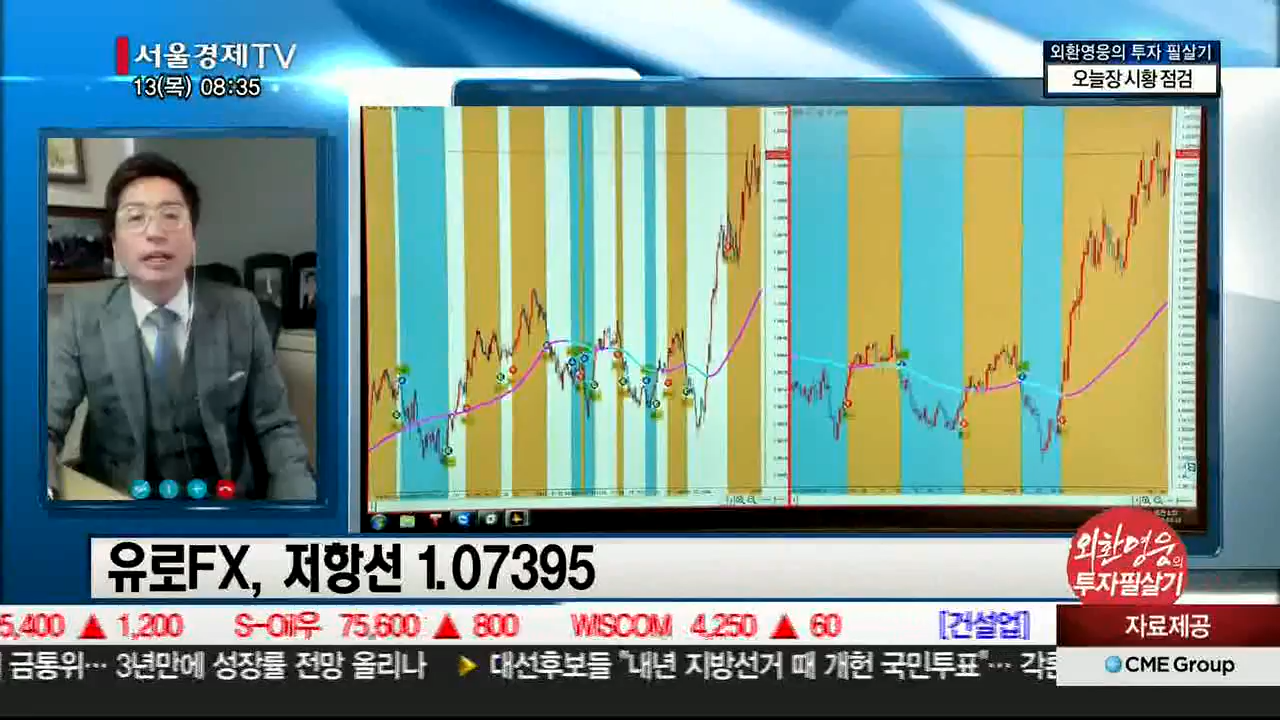 서울경제TV
13(목) 08:35
외환영웅의 투자 필살기
오늘장 시황 점검
유로FX, 저항선 1.07395
외환영웅의
투자필살기
5,400 ▲ 1,200 S-Oil우 75,600 ▲ 800 WISCOM 4,250 ▲ 60 [건설업]
자료제공
금통위… 3년만에 성장률 전망 올리나 ▶ 대선후보들 "내년 지방선거 때 개헌 국민투표"…
CME Group